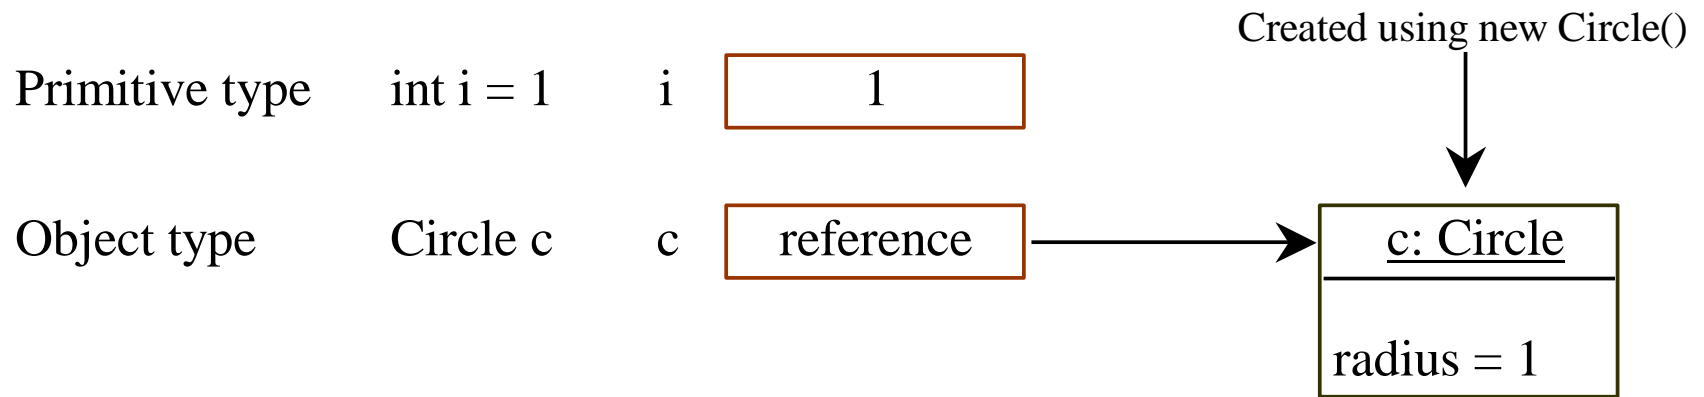 Created using new Circle()
Primitive type int i = 1 i 1
Object type Circle c c reference c: Circle
radius = 1